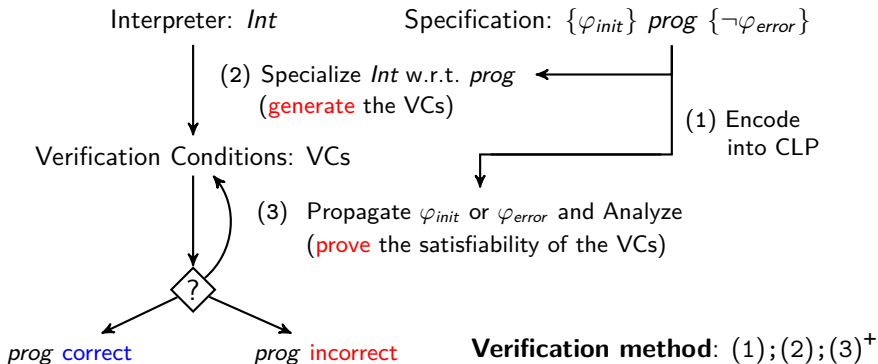 Interpreter: Int
Specification: {φinit} prog {¬φerror}
(2) Specialize Int w.r.t. prog
(generate the VCs)
(1) Encode
into CLP
Verification Conditions: VCs
(3) Propagate φinit or φerror and Analyze
(prove the satisfiability of the VCs)
?
prog correct
prog incorrect
Verification method: (1);(2);(3)⁺